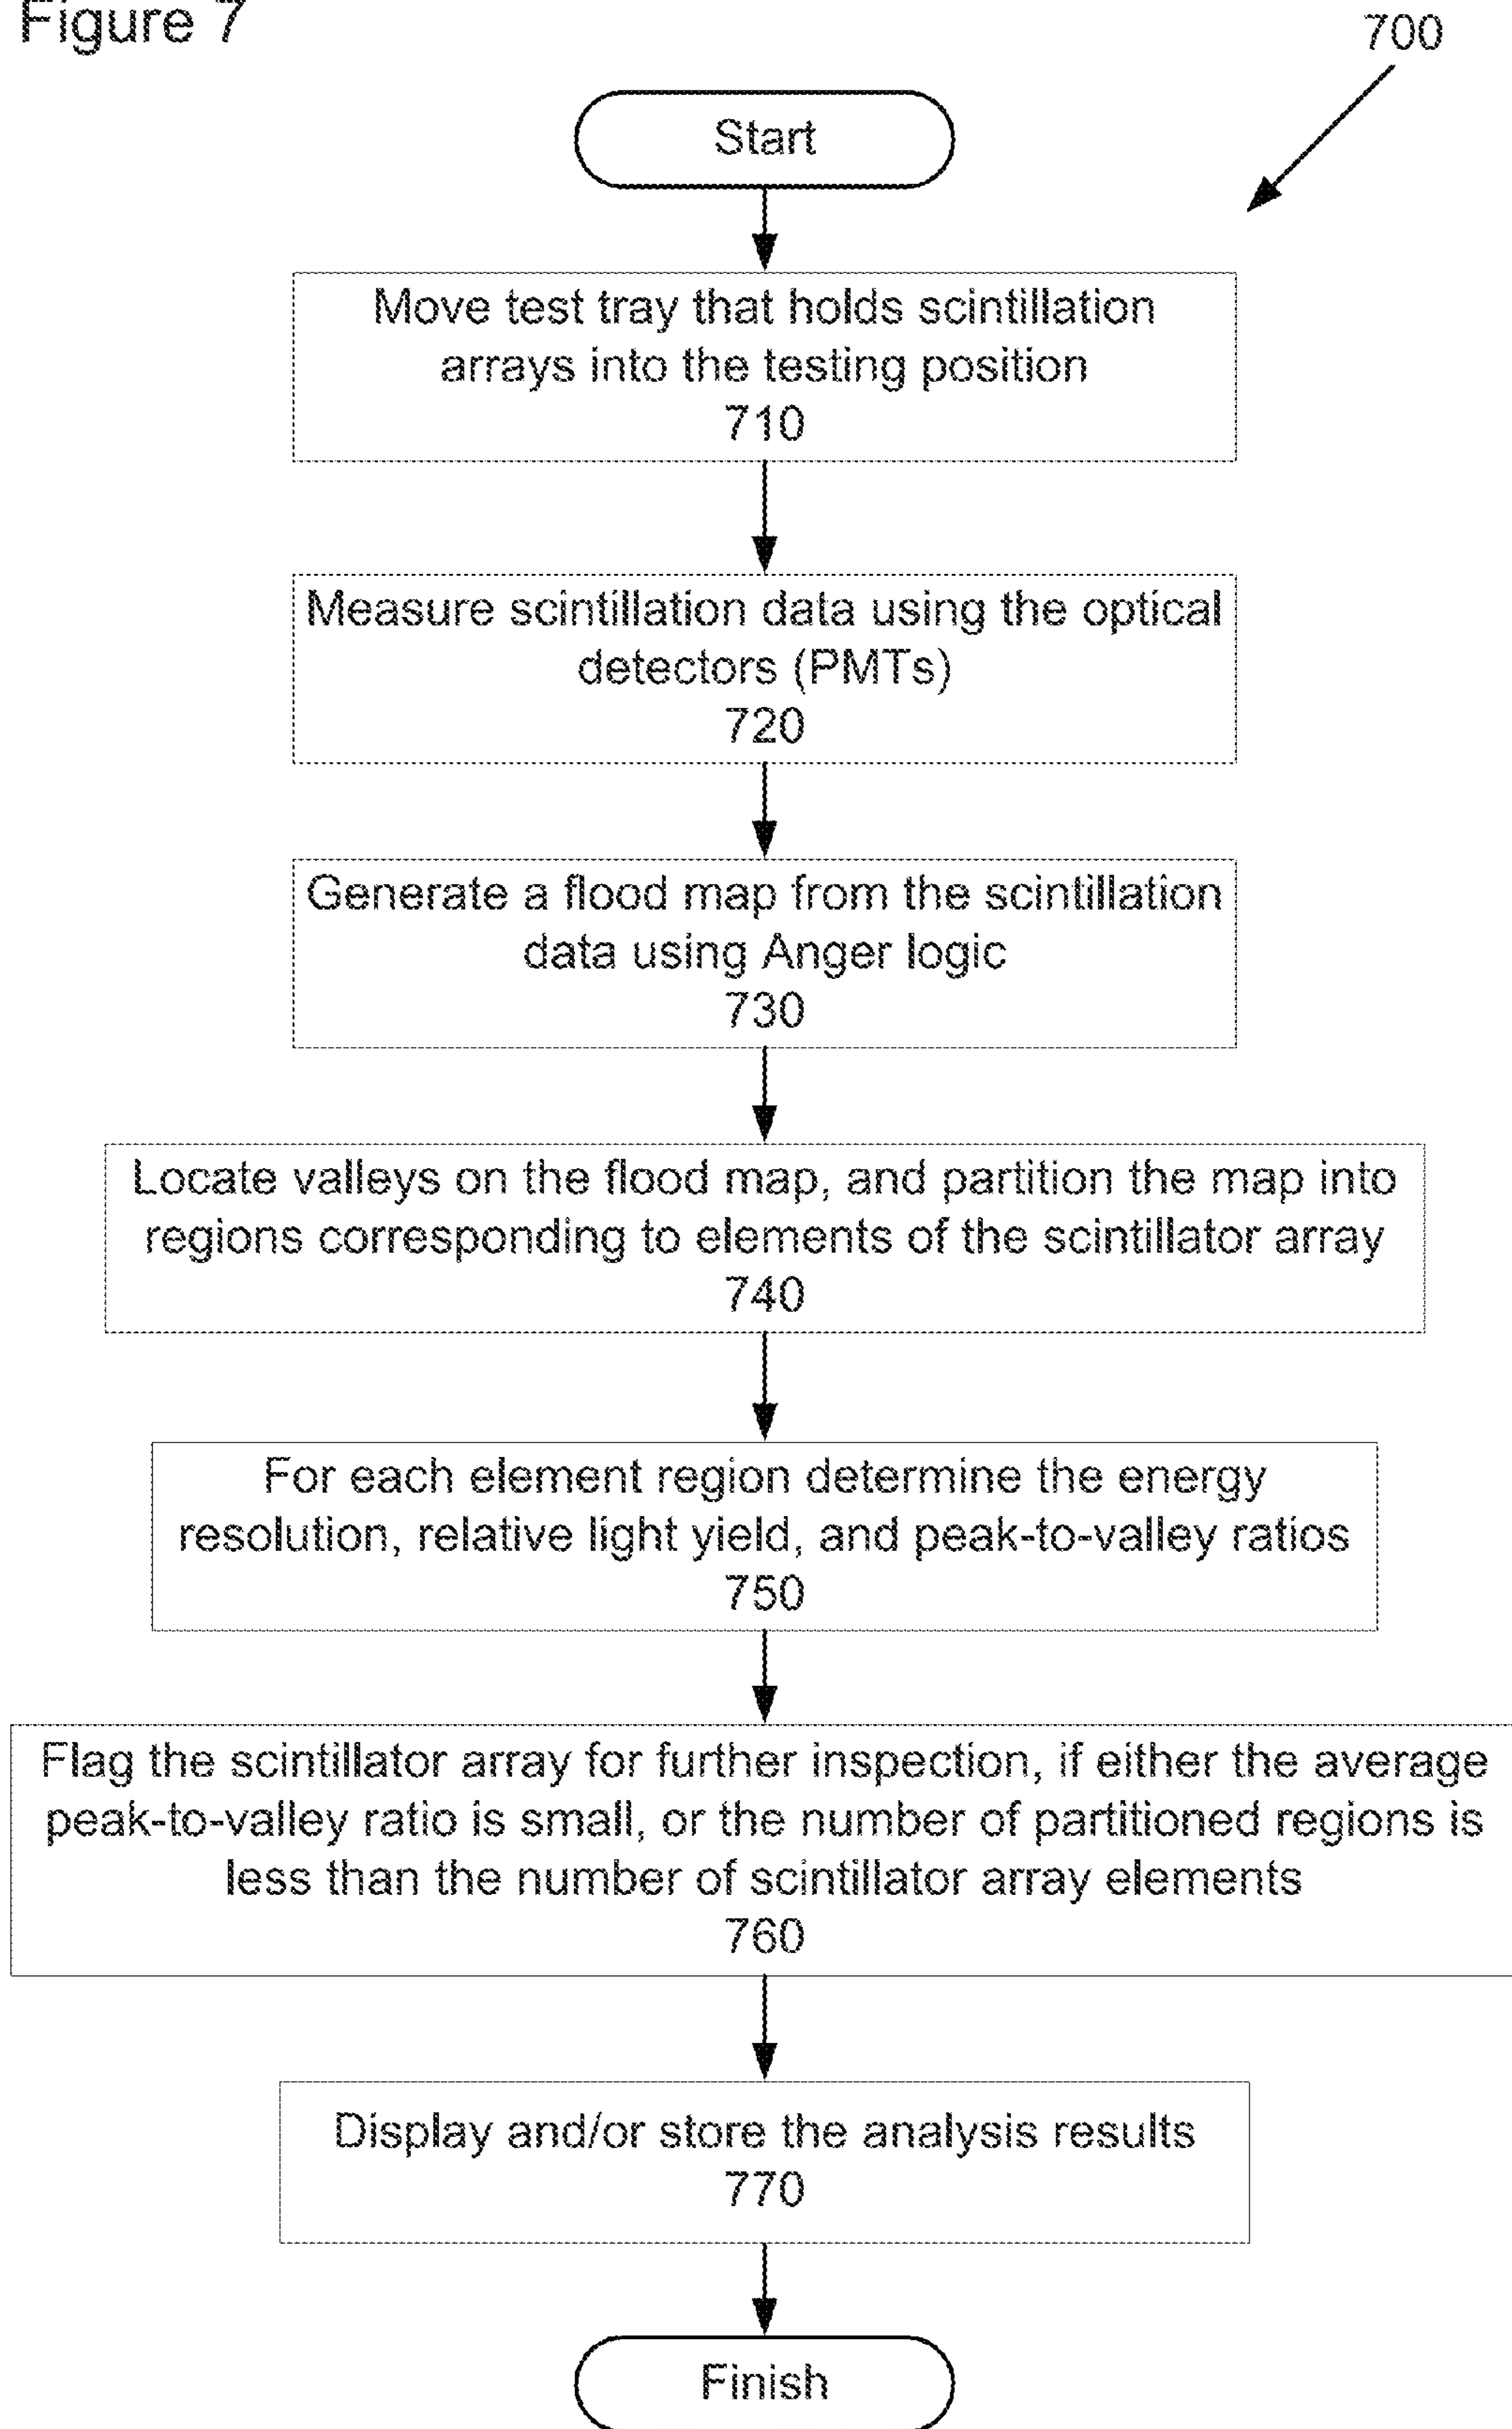 Figure 7
700
Start
Move test tray that holds scintillation
arrays into the testing position
710
Measure scintillation data using the optical
detectors (PMTs)
720
Generate a flood map from the scintillation
data using Anger logic
730
Locate valleys on the flood map, and partition the map into
regions corresponding to elements of the scintillator array
740
For each element region determine the energy
resolution, relative light yield, and peak-to-valley ratios
750
Flag the scintillator array for further inspection, if either the average
peak-to-valley ratio is small, or the number of partitioned regions is
less than the number of scintillator array elements
760
Display and/or store the analysis results
770
Finish